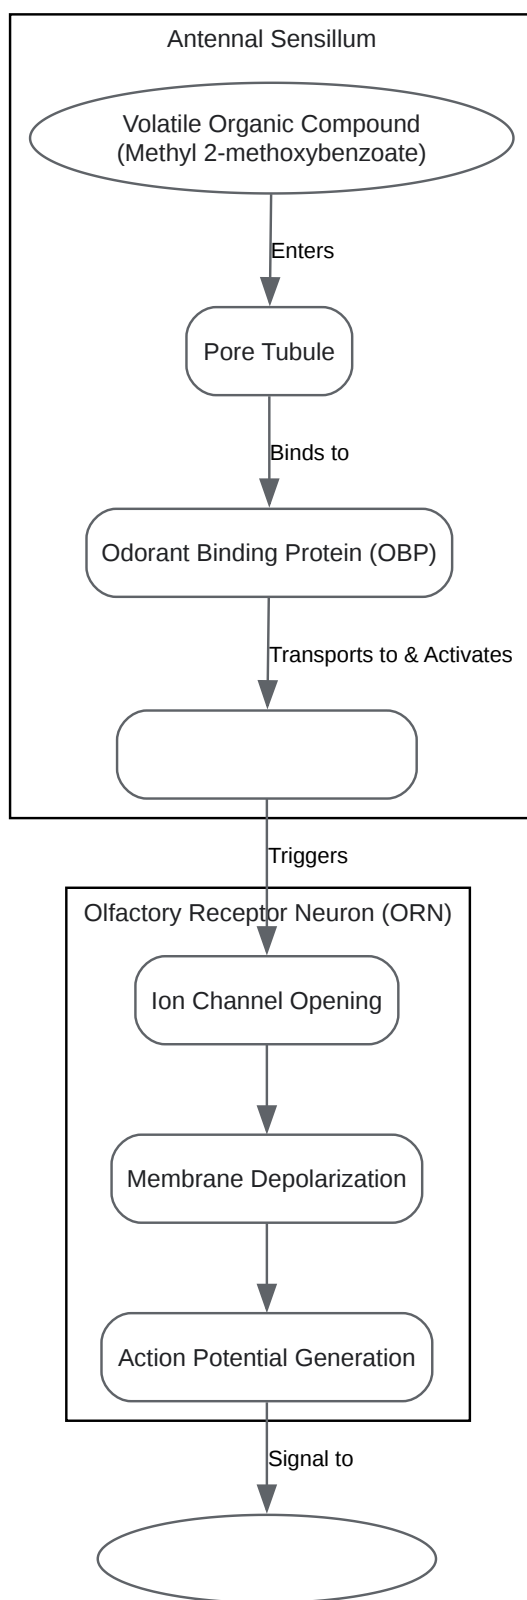 Antennal Sensillum
Volatile Organic Compound
(Methyl 2-methoxybenzoate)
Enters
Pore Tubule
Binds to
Odorant Binding Protein (OBP)
Transports to & Activates
Triggers
Olfactory Receptor Neuron (ORN)
Ion Channel Opening
Membrane Depolarization
Action Potential Generation
Signal to